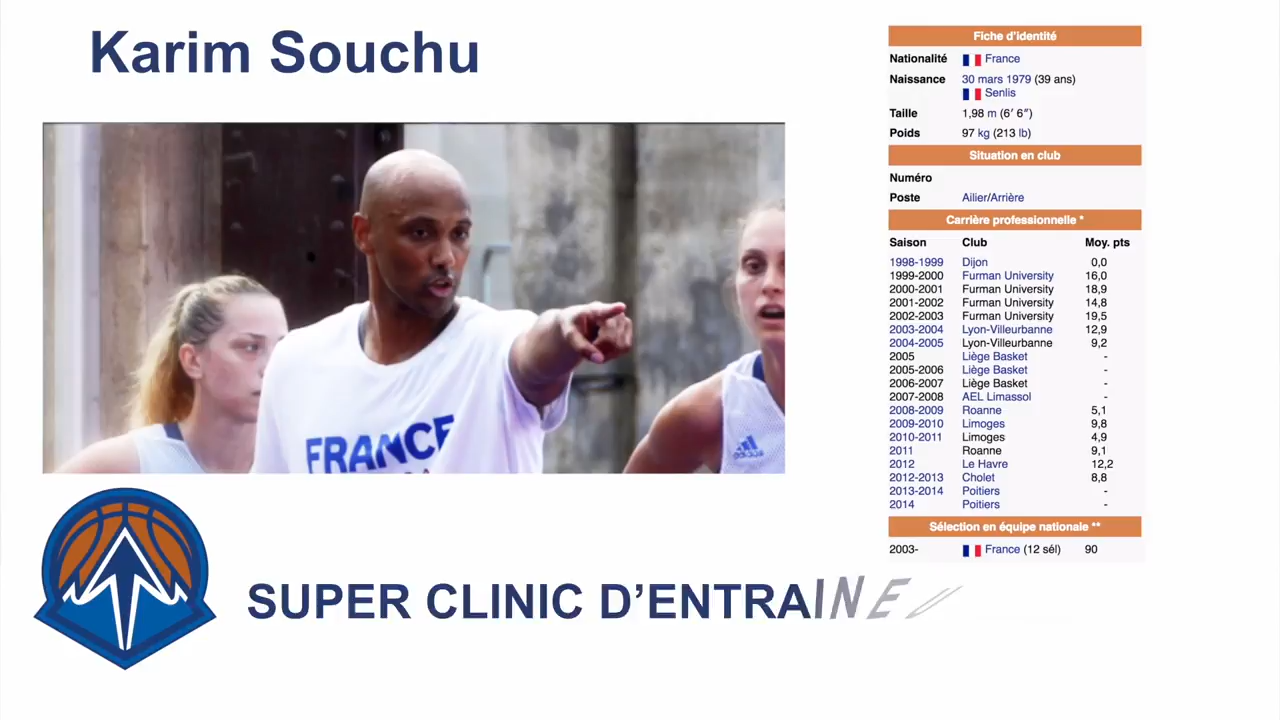 Karim Souchu
FRANCE
adidas
SUPER CLINIC D'ENTRAINEU
Fiche d'identité
Nationalité France
Naissance 30 mars 1979 (39 ans)
Senlis
Taille 1,98 m (6′ 6″)
Poids 97 kg (213 lb)
Situation en club
Numéro
Poste Ailier/Arrière
Carrière professionnelle *
Saison Club Moy. pts
1998-1999 Dijon 0,0
1999-2000 Furman University 16,0
2000-2001 Furman University 18,9
2001-2002 Furman University 14,8
2002-2003 Furman University 19,5
2003-2004 Lyon-Villeurbanne 12,9
2004-2005 Lyon-Villeurbanne 9,2
2005 Liège Basket -
2005-2006 Liège Basket -
2006-2007 Liège Basket -
2007-2008 AEL Limassol -
2008-2009 Roanne 5,1
2009-2010 Limoges 9,8
2010-2011 Limoges 4,9
2011 Roanne 9,1
2012 Le Havre 12,2
2012-2013 Cholet 8,8
2013-2014 Poitiers -
2014 Poitiers -
Sélection en équipe nationale **
2003- France (12 sél) 90